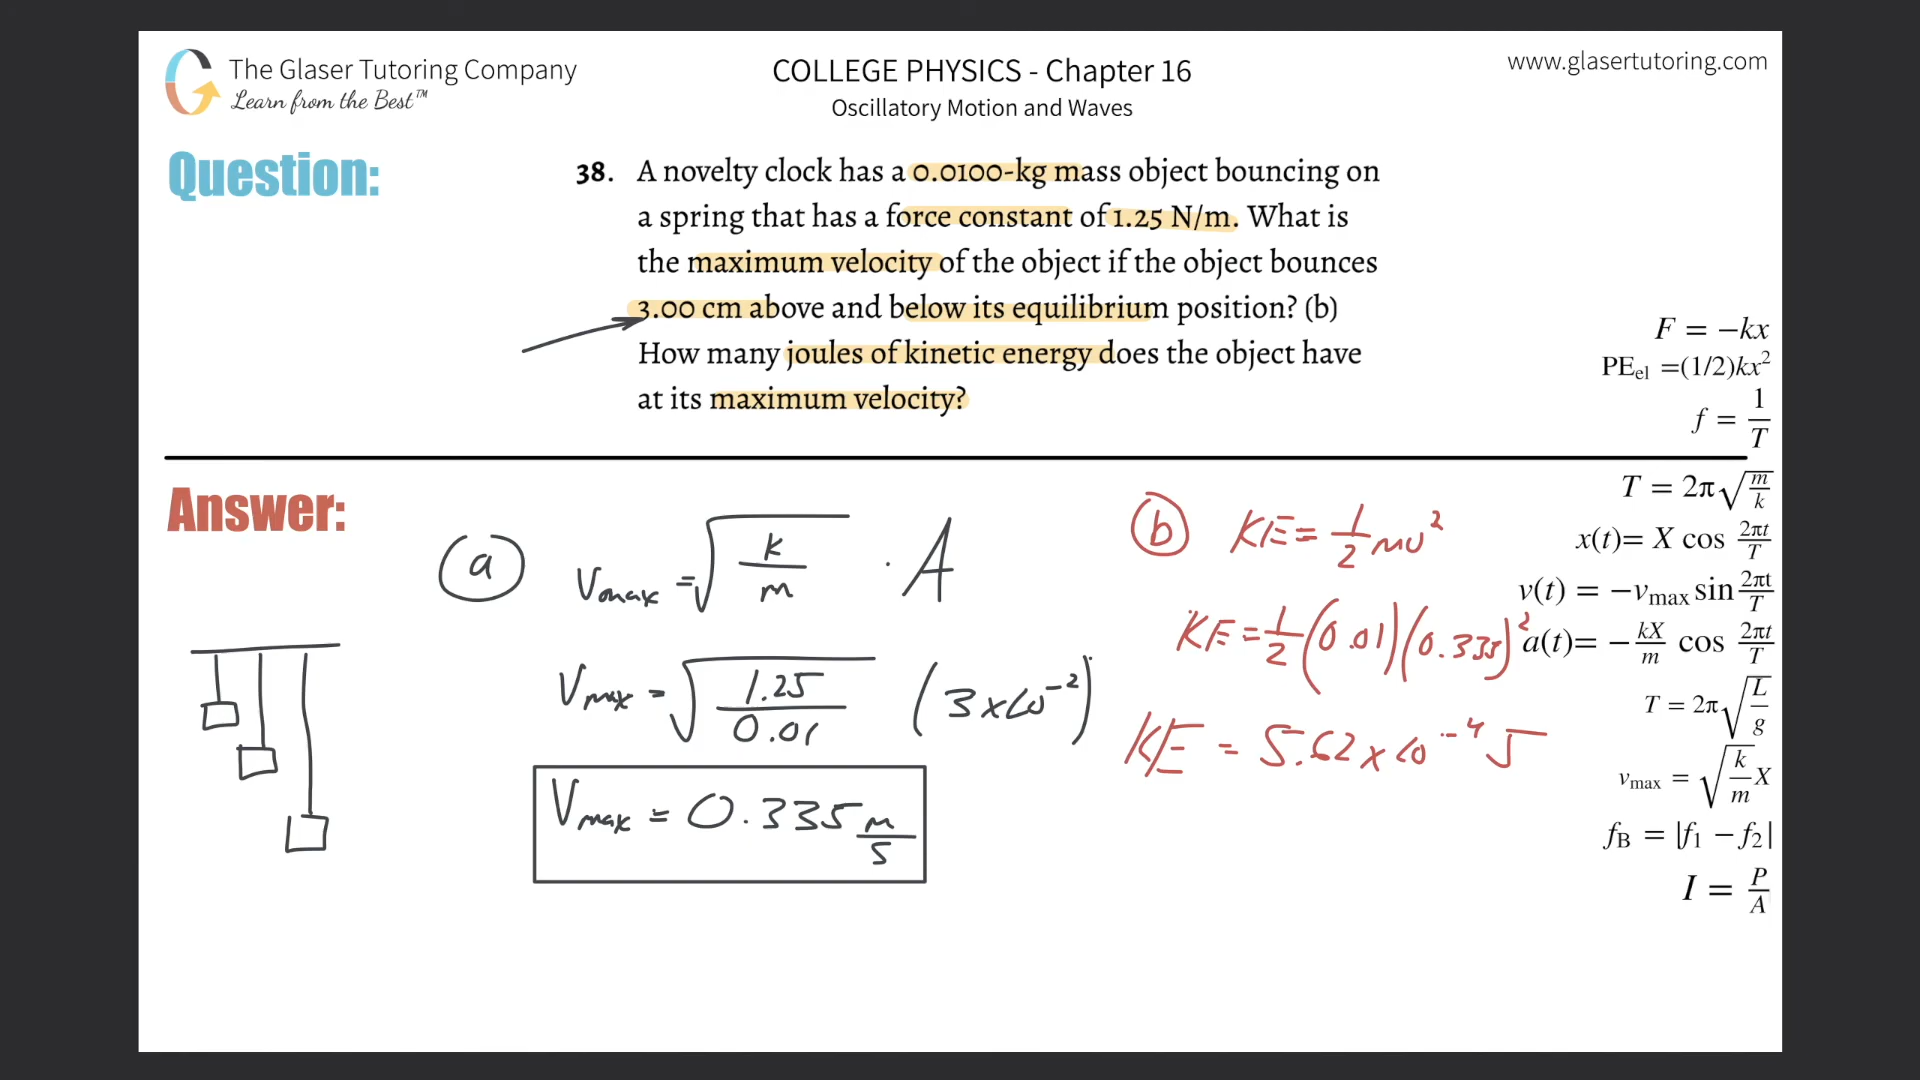 The Glaser Tutoring Company
Learn from the Best™
COLLEGE PHYSICS - Chapter 16
Oscillatory Motion and Waves
www.glasertutoring.com
Question:
38. A novelty clock has a 0.0100-kg mass object bouncing on
a spring that has a force constant of 1.25 N/m. What is
the maximum velocity of the object if the object bounces
3.00 cm above and below its equilibrium position? (b)
How many joules of kinetic energy does the object have
at its maximum velocity?
F = −kx
PEel =(1/2)kx²
f = 1/T
T = 2π√(m/k)
x(t)= X cos 2πt/T
v(t) = −vmax sin 2πt/T
a(t)= −kX/m cos 2πt/T
T = 2π√(L/g)
vmax = √(k/m) X
fB = |f1 − f2|
I = P/A
Answer:
(a) Vmax = √(k/m) · A
Vmax = √(1.25/0.01) (3x10⁻²)
Vmax = 0.335 m/s
(b) KE = 1/2 mv²
KE = 1/2 (0.01)(0.335)²
KE = 5.62 x 10⁻⁴ J